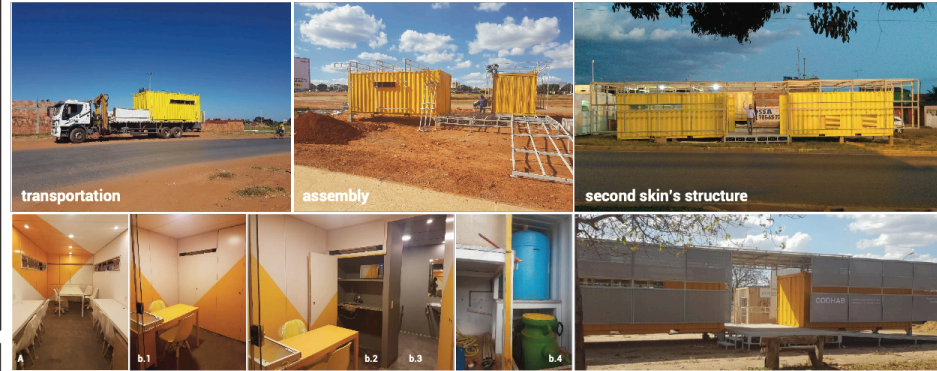 transportation
assembly
second skin's structure
A
b.1
b.2
b.3
b.4
CODHAB